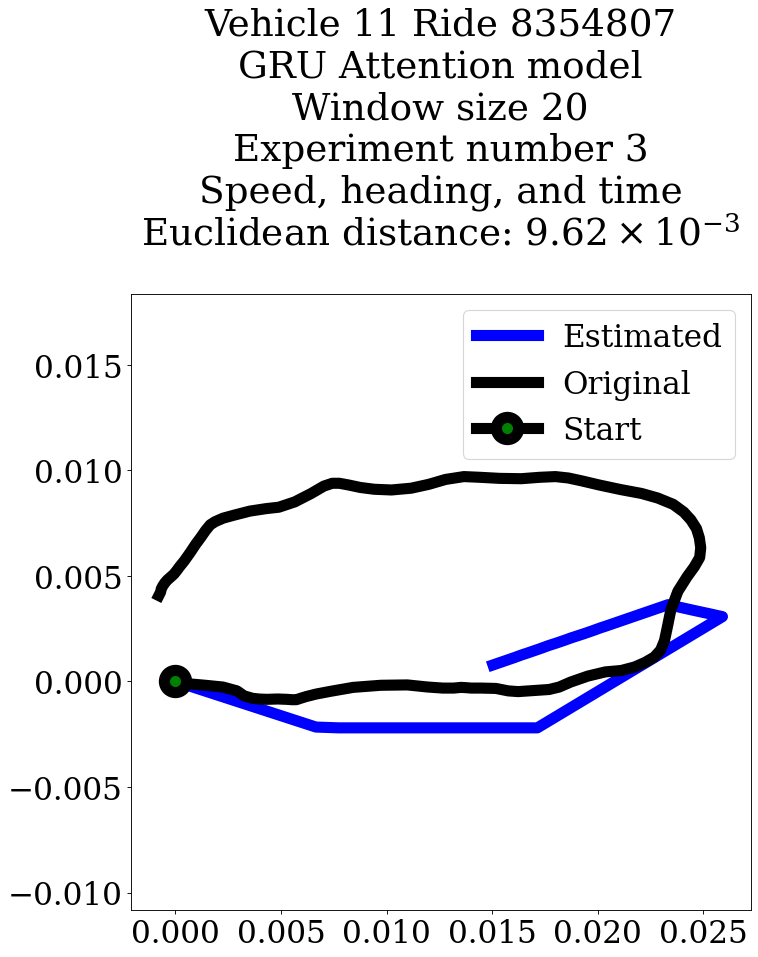 Vehicle 11 Ride 8354807
GRU Attention model
Window size 20
Experiment number 3
Speed, heading, and time
Euclidean distance: 9.62 × 10⁻³
Estimated
Original
Start
0.015
0.010
0.005
0.000
−0.005
−0.010
0.000 0.005 0.010 0.015 0.020 0.025